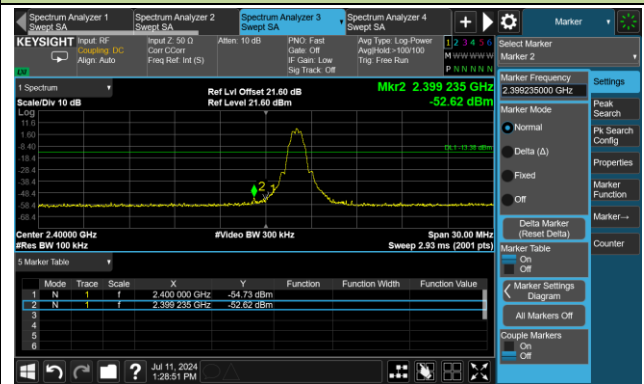 Spectrum Analyzer 1
Swept SA
Spectrum Analyzer 2
Swept SA
Spectrum Analyzer 3
Swept SA
Spectrum Analyzer 4
Swept SA
Marker
KEYSIGHT
Input: RF
Coupling: DC
Align: Auto
Input Z: 50 Ω
Corr CCorr
Freq Ref: Int (S)
Atten: 10 dB
PNO: Fast
Gate: Off
IF Gain: Low
Sig Track: Off
Avg Type: Log-Power
Avg|Hold:>100/100
Trig: Free Run
1 2 3 4 5 6
M W W W W W
P N N N N N
Select Marker
Marker 2
1 Spectrum
Scale/Div 10 dB
Log
Ref Lvl Offset 21.60 dB
Ref Level 21.60 dBm
Mkr2 2.399 235 GHz
-52.62 dBm
11.6
1.60
-8.40
-18.4
-28.4
-38.4
-48.4
-58.4
-68.4
DL1 -13.38 dBm
2
1
Center 2.40000 GHz
#Res BW 100 kHz
#Video BW 300 kHz
Span 30.00 MHz
Sweep 2.93 ms (2001 pts)
5 Marker Table
Mode Trace Scale X Y Function Function Width Function Value
1 N 1 f 2.400 000 GHz -54.73 dBm
2 N 1 f 2.399 235 GHz -52.62 dBm
3
4
5
6
Marker Frequency
2.399235000 GHz
Marker Mode
Normal
Delta (Δ)
Fixed
Off
Delta Marker
(Reset Delta)
Marker Table
On
Off
Marker Settings
Diagram
All Markers Off
Couple Markers
On
Off
Settings
Peak
Search
Pk Search
Config
Properties
Marker
Function
Marker→
Counter
Jul 11, 2024
1:28:51 PM